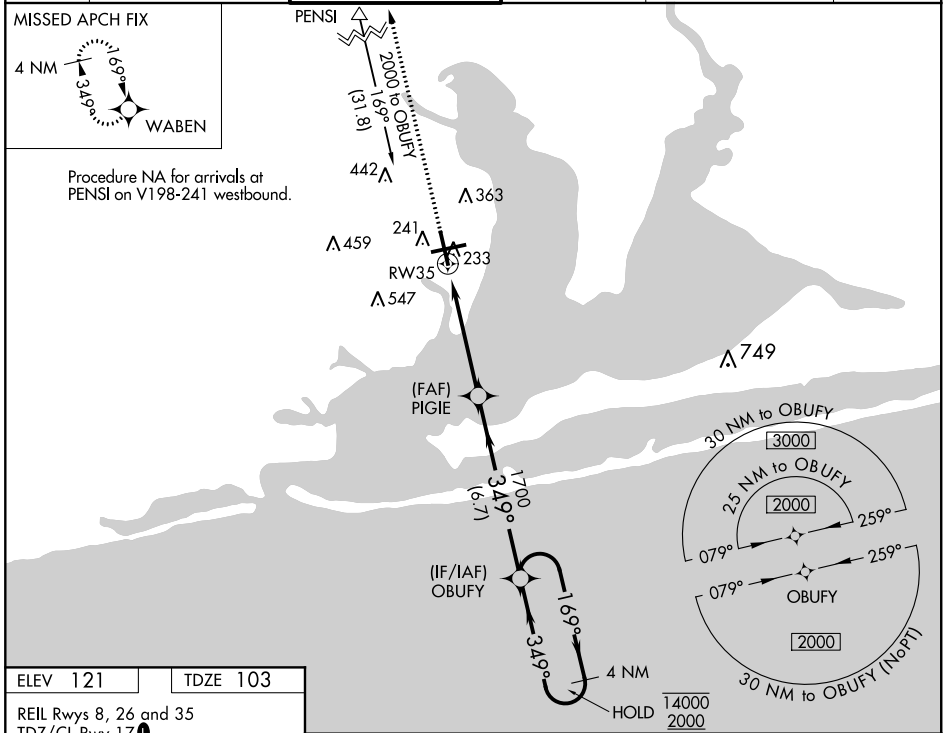 MISSED APCH FIX
4 NM
169°
349°
WABEN
PENSI
2000 to OBUFY
169°
(31.8)
Procedure NA for arrivals at
PENSI on V198-241 westbound.
442
363
459
241
233
RW35
547
749
(FAF)
PIGIE
1700
349°
(6.7)
(IF/IAF)
OBUFY
169°
349°
4 NM
HOLD
14000
2000
30 NM to OBUFY
3000
25 NM to OBUFY
2000
079°
259°
079°
259°
OBUFY
2000
30 NM to OBUFY (NoPT)
ELEV 121
TDZE 103
REIL Rwys 8, 26 and 35
TDZ/CL Rwy 17 L